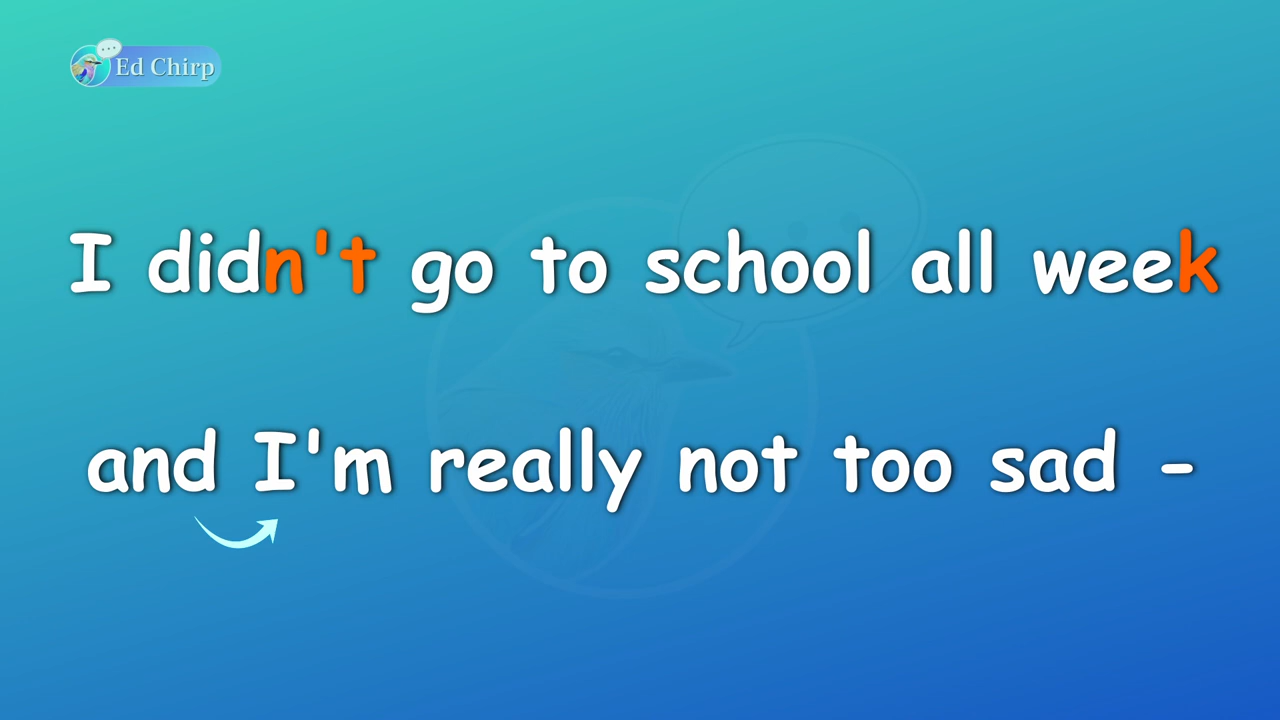 Ed Chirp
I didn't go to school all week
and I'm really not too sad -